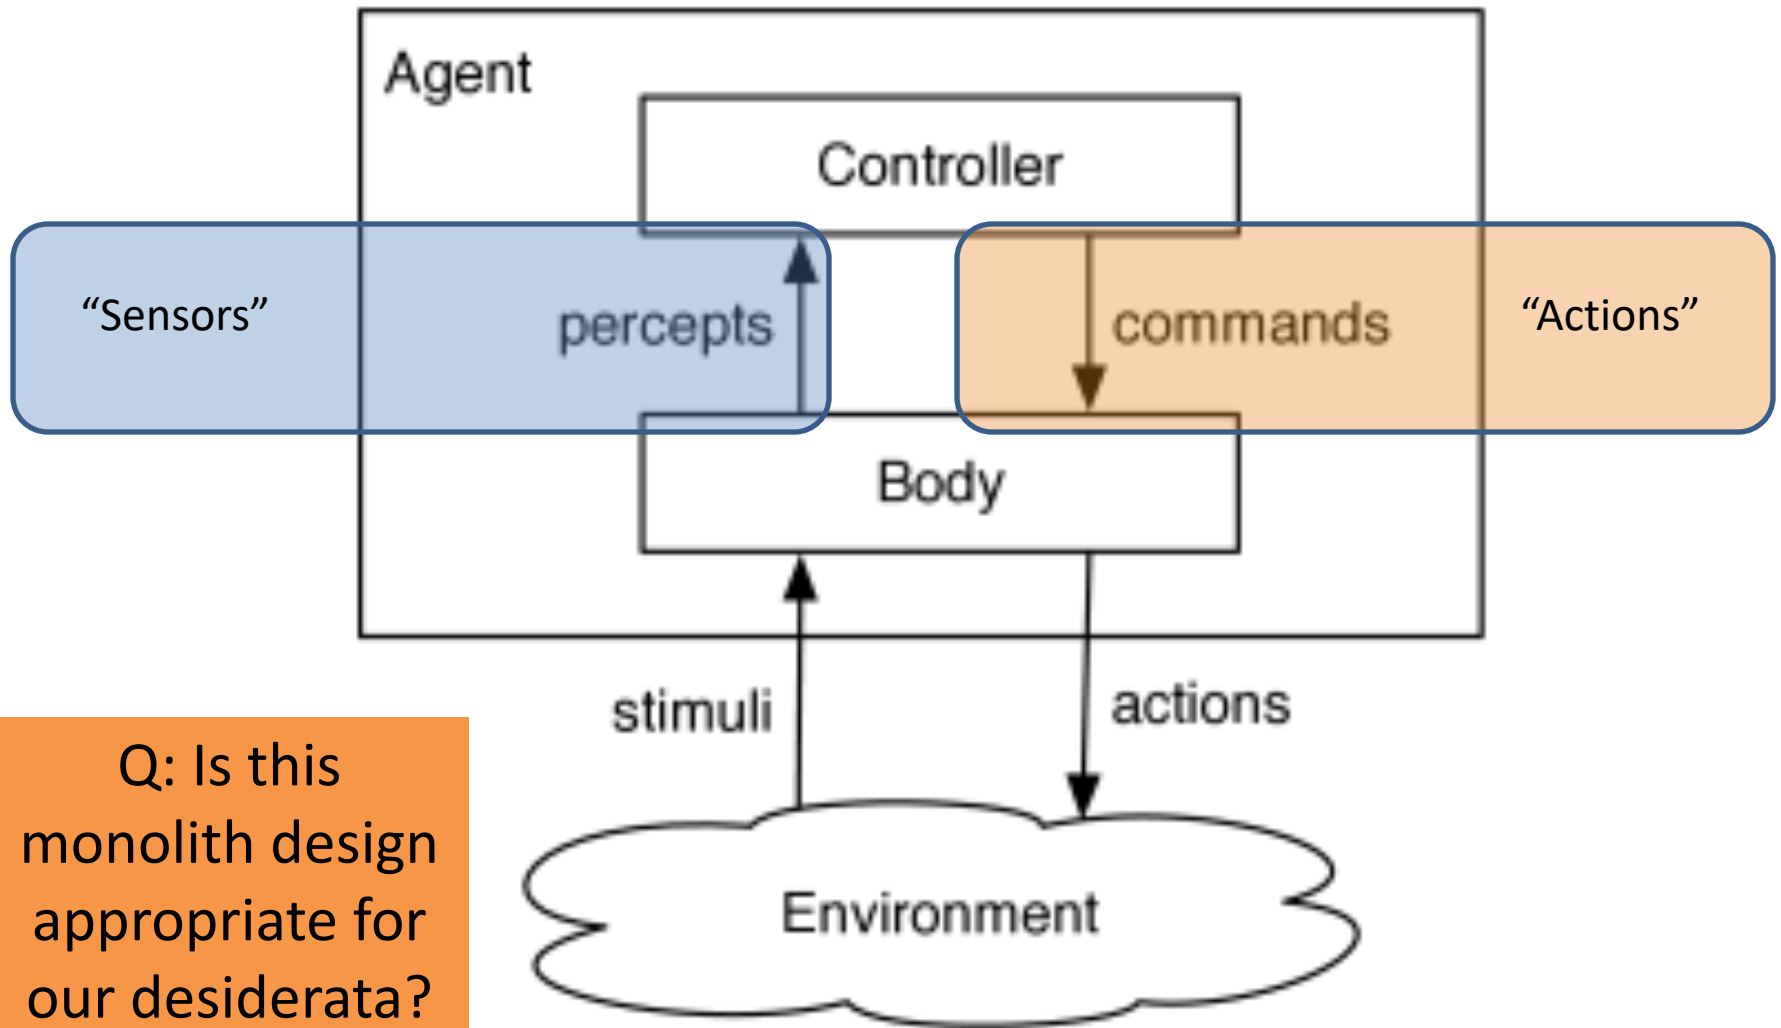 Agent
Controller
“Sensors”
percepts
commands
“Actions”
Body
stimuli
actions
Environment
Q: Is this
monolith design
appropriate for
our desiderata?